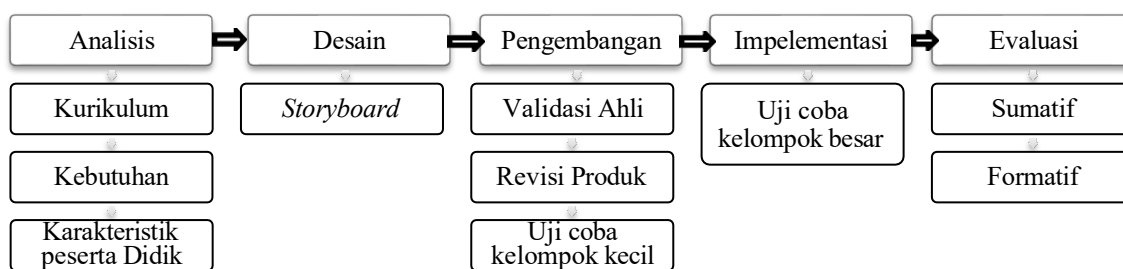 Analisis
Desain
Pengembangan
Impelementasi
Evaluasi
Kurikulum
Kebutuhan
Karakteristik
peserta Didik
Storyboard
Validasi Ahli
Revisi Produk
Uji coba
kelompok kecil
Uji coba
kelompok besar
Sumatif
Formatif